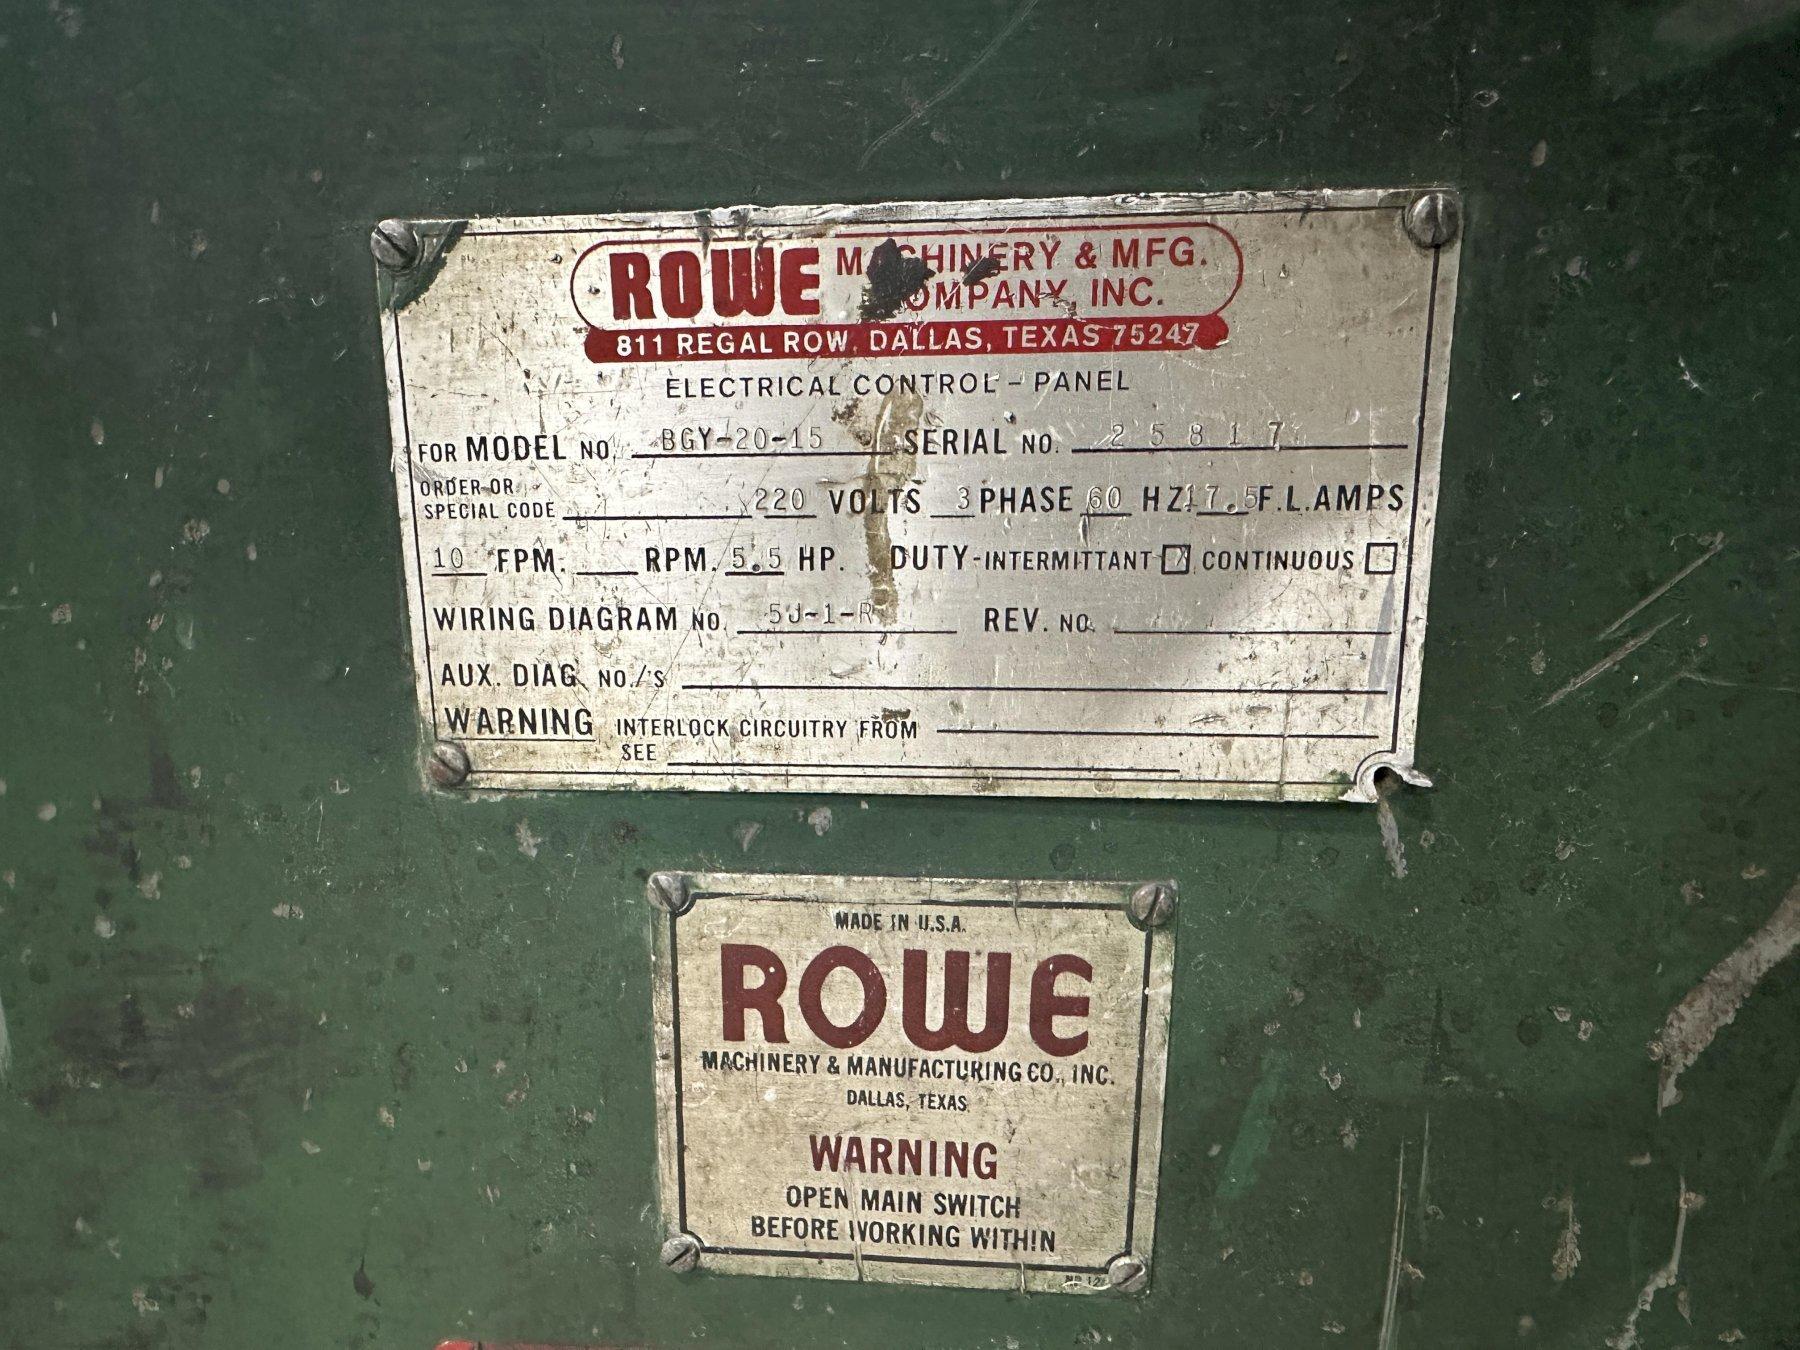 ROWE MACHINERY & MFG.
COMPANY, INC.
811 REGAL ROW, DALLAS, TEXAS 75247
ELECTRICAL CONTROL - PANEL
FOR MODEL NO. BGY-20-15 SERIAL NO. 25817
ORDER OR
SPECIAL CODE 220 VOLTS 3 PHASE 60 HZ 17.5 F.L.AMPS
10 FPM. RPM. 5.5 HP. DUTY-INTERMITTANT X CONTINUOUS
WIRING DIAGRAM NO. 5U-1-R REV. NO.
AUX. DIAG. NO./'S
WARNING INTERLOCK CIRCUITRY FROM
SEE
MADE IN U.S.A.
ROWE
MACHINERY & MANUFACTURING CO., INC.
DALLAS, TEXAS
WARNING
OPEN MAIN SWITCH
BEFORE WORKING WITHIN